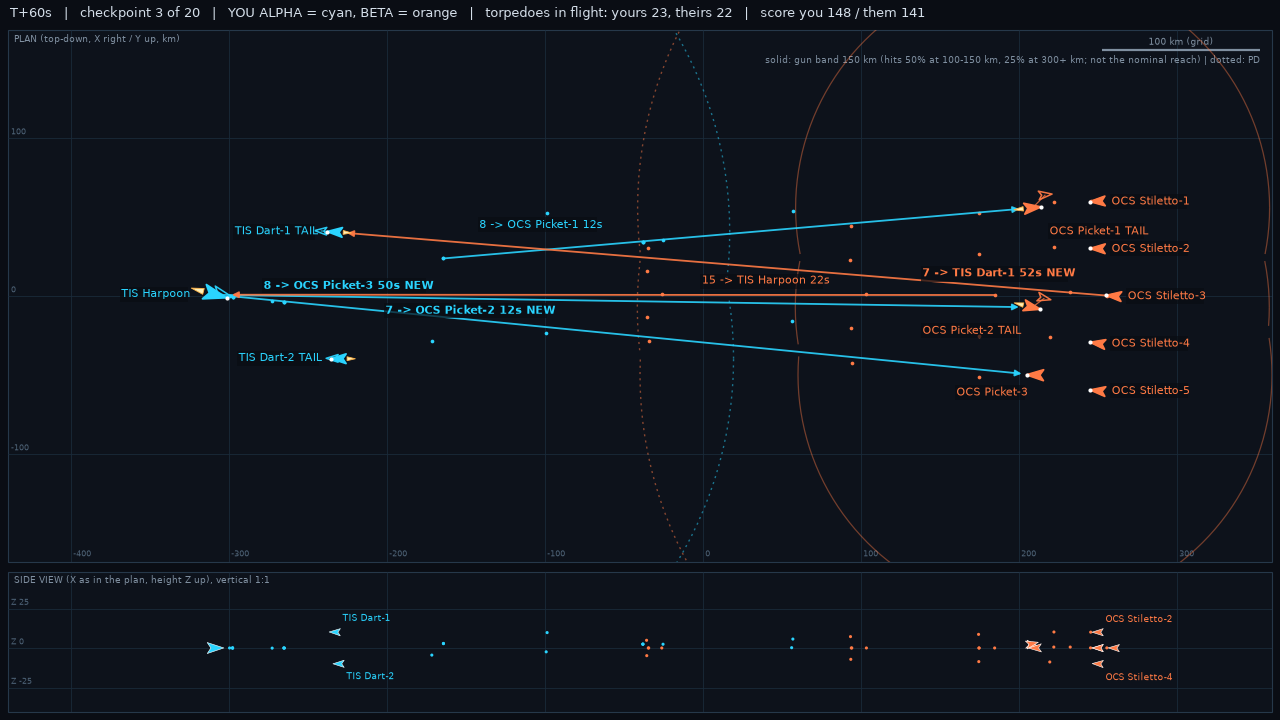 T+60s | checkpoint 3 of 20 | YOU ALPHA = cyan, BETA = orange | torpedoes in flight: yours 23, theirs 22 | score you 148 / them 141
PLAN (top-down, X right / Y up, km)
100 km (grid)
solid: gun band 150 km (hits 50% at 100-150 km, 25% at 300+ km; not the nominal reach) | dotted: PD
100
OCS Stiletto-1
8 -> OCS Picket-1 12s
TIS Dart-1 TAIL
OCS Picket-1 TAIL
OCS Stiletto-2
7 -> TIS Dart-1 52s NEW
15 -> TIS Harpoon 22s
8 -> OCS Picket-3 50s NEW
0
TIS Harpoon
OCS Stiletto-3
7 -> OCS Picket-2 12s NEW
OCS Picket-2 TAIL
OCS Stiletto-4
TIS Dart-2 TAIL
OCS Picket-3
OCS Stiletto-5
-100
-400
-300
-200
-100
0
100
200
300
SIDE VIEW (X as in the plan, height Z up), vertical 1:1
Z 25
TIS Dart-1
OCS Stiletto-2
Z 0
TIS Dart-2
OCS Stiletto-4
Z -25